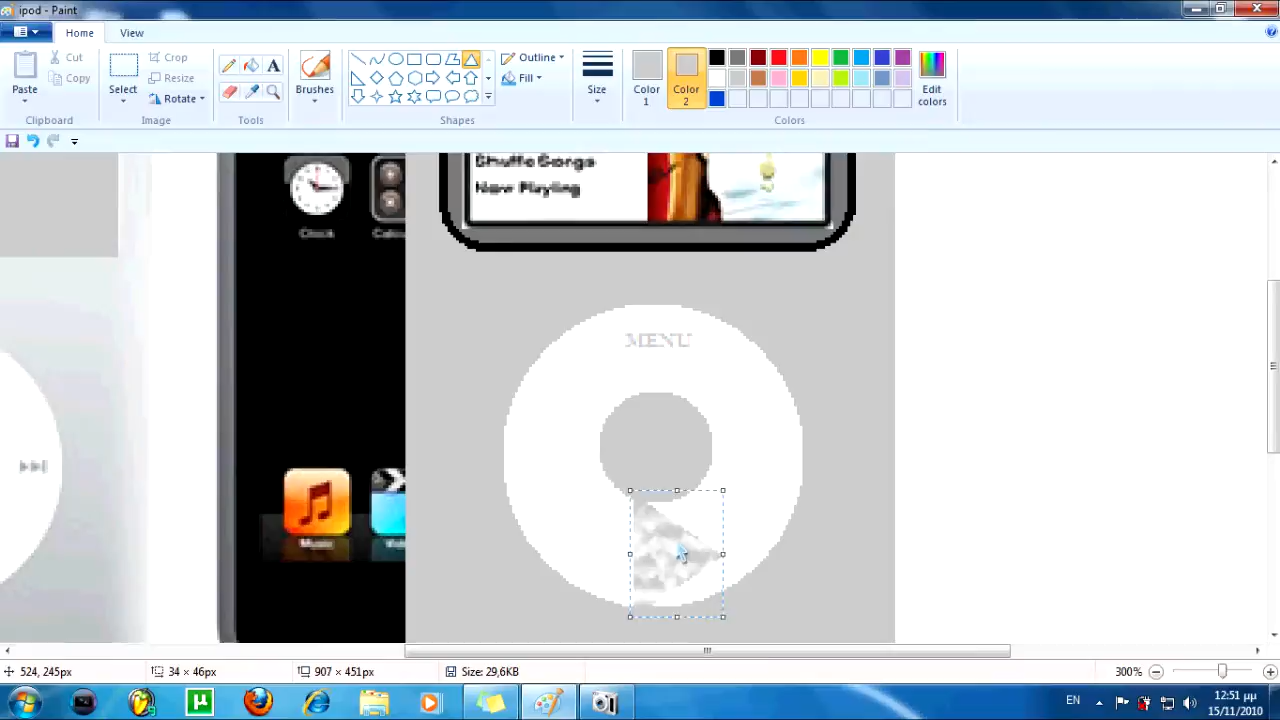 ipod - Paint
Home View
Paste
Cut
Copy
Clipboard
Select
Crop
Resize
Rotate
Image
A
Tools
Brushes
Outline
Fill
Shapes
Size
Color 1
Color 2
Edit colors
Colors
Shuffle Songs
Now Playing
Clock
MENU
Music
524, 245px
34 × 46px
907 × 451px
Size: 29,6KB
300%
EN
12:51 μμ
15/11/2010